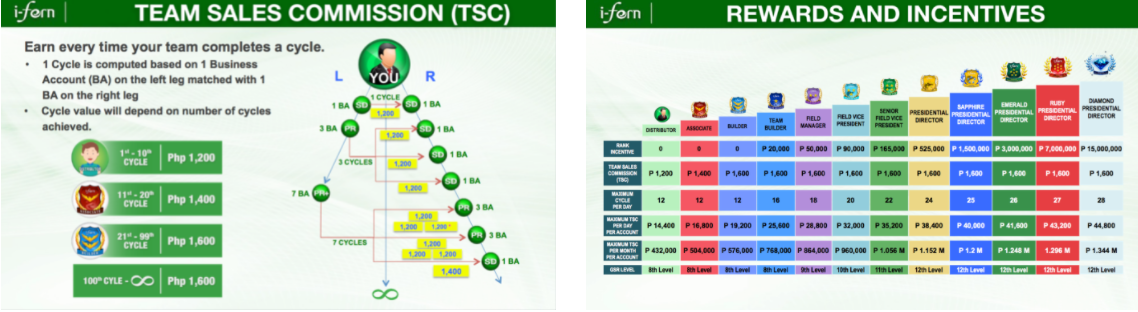 i-fern TEAM SALES COMMISSION (TSC)
Earn every time your team completes a cycle.
• 1 Cycle is computed based on 1 Business
Account (BA) on the left leg matched with 1
BA on the right leg
• Cycle value will depend on number of cycles
achieved.
1st - 10th
CYCLE
Php 1,200
11st - 20th
CYCLE
Php 1,400
21st - 99th
CYCLE
Php 1,600
100th CYLE - ∞ Php 1,600
L YOU R
1 CYCLE
1 BA SD SD 1 BA
1,200
3 BA PR SD 1 BA
1,200
SD 1 BA
3 CYCLES
1,200
SD 1 BA
7 BA PR+
1,200
PR 3 BA
1,200
1,200 1,200
PR 3 BA
7 CYCLES
1,200
1,200 1,200
SD 1 BA
1,400
∞
i-fern REWARDS AND INCENTIVES
DISTRIBUTOR ASSOCIATE BUILDER TEAM BUILDER FIELD MANAGER FIELD VICE PRESIDENT SENIOR FIELD VICE PRESIDENT PRESIDENTIAL DIRECTOR SAPPHIRE PRESIDENTIAL DIRECTOR EMERALD PRESIDENTIAL DIRECTOR RUBY PRESIDENTIAL DIRECTOR DIAMOND PRESIDENTIAL DIRECTOR
RANK INCENTIVE 0 0 0 P 20,000 P 50,000 P 90,000 P 165,000 P 525,000 P 1,500,000 P 3,000,000 P 7,000,000 P 15,000,000
TEAM SALES COMMISSION (TSC) P 1,200 P 1,400 P 1,600 P 1,600 P 1,600 P 1,600 P 1,600 P 1,600 P 1,600 P 1,600 P 1,600 P 1,600
MAXIMUM CYCLE PER DAY 12 12 12 16 18 20 22 24 25 26 27 28
MAXIMUM TSC PER DAY PER ACCOUNT P 14,400 P 16,800 P 19,200 P 25,600 P 28,800 P 32,000 P 35,200 P 38,400 P 40,000 P 41,600 P 43,200 P 44,800
MAXIMUM TSC PER MONTH PER ACCOUNT P 432,000 P 504,000 P 576,000 P 768,000 P 864,000 P 960,000 P 1.056 M P 1.152 M P 1.2 M P 1.248 M 1.296 M P 1.344 M
GSM LEVEL 8th Level 8th Level 8th Level 8th Level 9th Level 10th Level 11th Level 12th Level 12th Level 12th Level 12th Level 12th Level